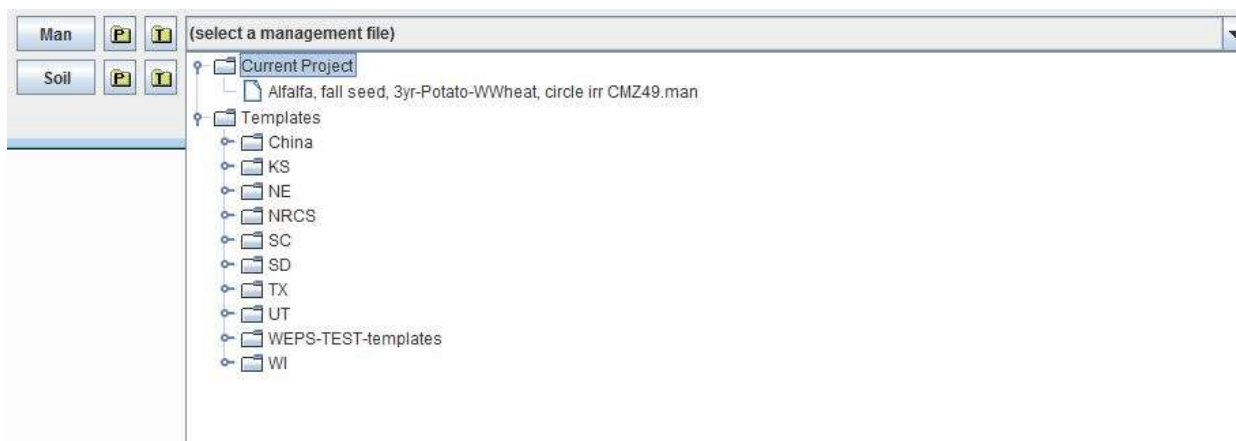 Man P T (select a management file)
Soil P T
Current Project
Alfalfa, fall seed, 3yr-Potato-WWheat, circle irr CMZ49.man
Templates
China
KS
NE
NRCS
SC
SD
TX
UT
WEPS-TEST-templates
WI